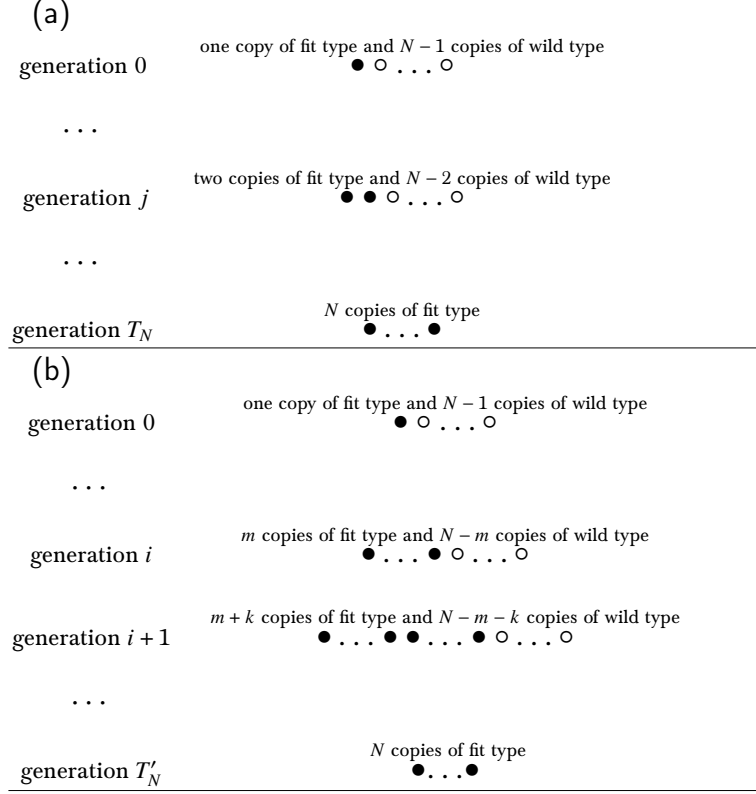 (a)
one copy of fit type and N − 1 copies of wild type
generation 0
. . .
two copies of fit type and N − 2 copies of wild type
generation j
. . .
N copies of fit type
generation T_N
(b)
one copy of fit type and N − 1 copies of wild type
generation 0
. . .
m copies of fit type and N − m copies of wild type
generation i
m + k copies of fit type and N − m − k copies of wild type
generation i + 1
. . .
N copies of fit type
generation T′_N